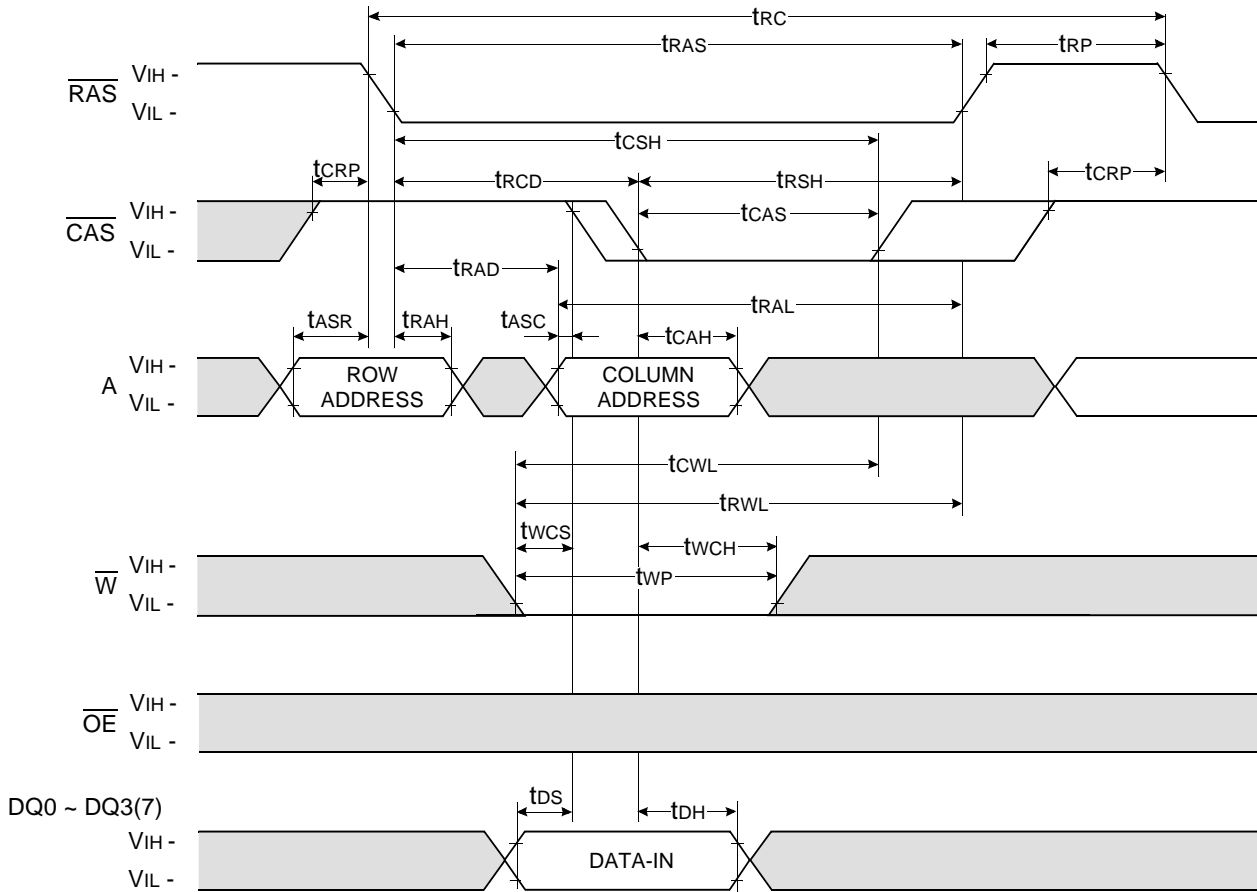 tRC
tRAS
tRP
RAS
VIH -
VIL -
tCSH
tCRP
tRCD
tRSH
tCRP
CAS
VIH -
VIL -
tCAS
tRAD
tRAL
tASR
tRAH
tASC
tCAH
A
VIH -
VIL -
ROW
ADDRESS
COLUMN
ADDRESS
tCWL
tRWL
tWCS
tWCH
W
VIH -
VIL -
tWP
OE
VIH -
VIL -
tDS
tDH
DQ0 ~ DQ3(7)
VIH -
VIL -
DATA-IN